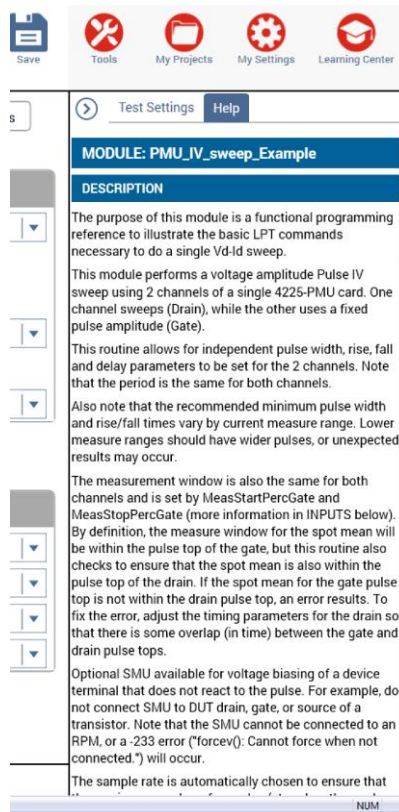 Save
Tools
My Projects
My Settings
Learning Center
s
Test Settings
Help
MODULE: PMU_IV_sweep_Example
DESCRIPTION
The purpose of this module is a functional programming
reference to illustrate the basic LPT commands
necessary to do a single Vd-Id sweep.
This module performs a voltage amplitude Pulse IV
sweep using 2 channels of a single 4225-PMU card. One
channel sweeps (Drain), while the other uses a fixed
pulse amplitude (Gate).
This routine allows for independent pulse width, rise, fall
and delay parameters to be set for the 2 channels. Note
that the period is the same for both channels.
Also note that the recommended minimum pulse width
and rise/fall times vary by current measure range. Lower
measure ranges should have wider pulses, or unexpected
results may occur.
The measurement window is also the same for both
channels and is set by MeasStartPercGate and
MeasStopPercGate (more information in INPUTS below).
By definition, the measure window for the spot mean will
be within the pulse top of the gate, but this routine also
checks to ensure that the spot mean is also within the
pulse top of the drain. If the spot mean for the gate pulse
top is not within the drain pulse top, an error results. To
fix the error, adjust the timing parameters for the drain so
that there is some overlap (in time) between the gate and
drain pulse tops.
Optional SMU available for voltage biasing of a device
terminal that does not react to the pulse. For example, do
not connect SMU to DUT drain, gate, or source of a
transistor. Note that the SMU cannot be connected to an
RPM, or a -233 error ("forcev(): Cannot force when not
connected.") will occur.
The sample rate is automatically chosen to ensure that
NUM